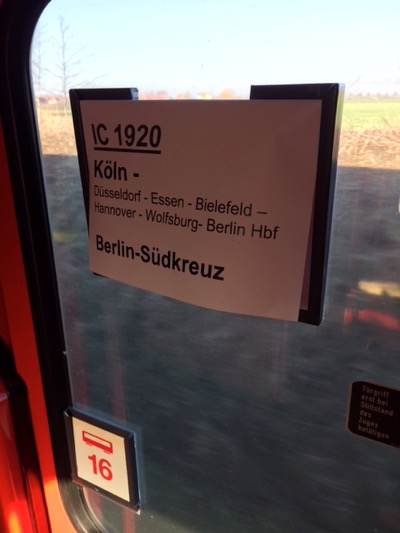 IC 1920
Köln -
Düsseldorf - Essen - Bielefeld –
Hannover - Wolfsburg- Berlin Hbf
Berlin-Südkreuz
16
Türgriff
erst bei
Stillstand
des
Zuges
betätigen